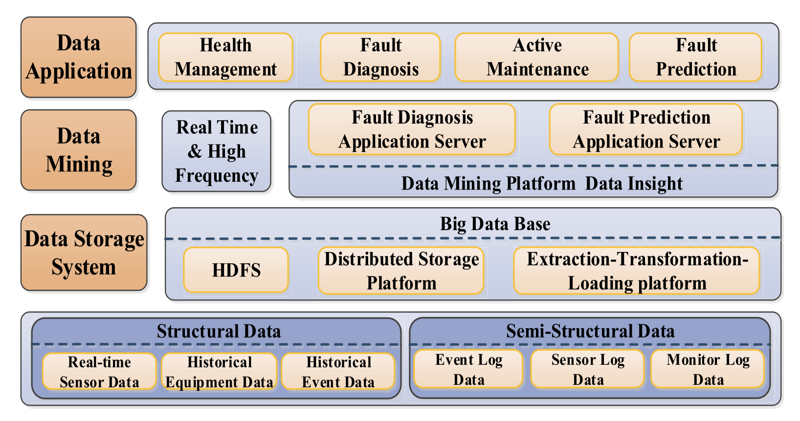 Data
Application
Health
Management
Fault
Diagnosis
Active
Maintenance
Fault
Prediction
Data
Mining
Real Time
& High
Frequency
Fault Diagnosis
Application Server
Fault Prediction
Application Server
Data Mining Platform Data Insight
Data Storage
System
Big Data Base
HDFS
Distributed Storage
Platform
Extraction-Transformation-
Loading platform
Structural Data
Real-time
Sensor Data
Historical
Equipment Data
Historical
Event Data
Semi-Structural Data
Event Log
Data
Sensor Log
Data
Monitor Log
Data